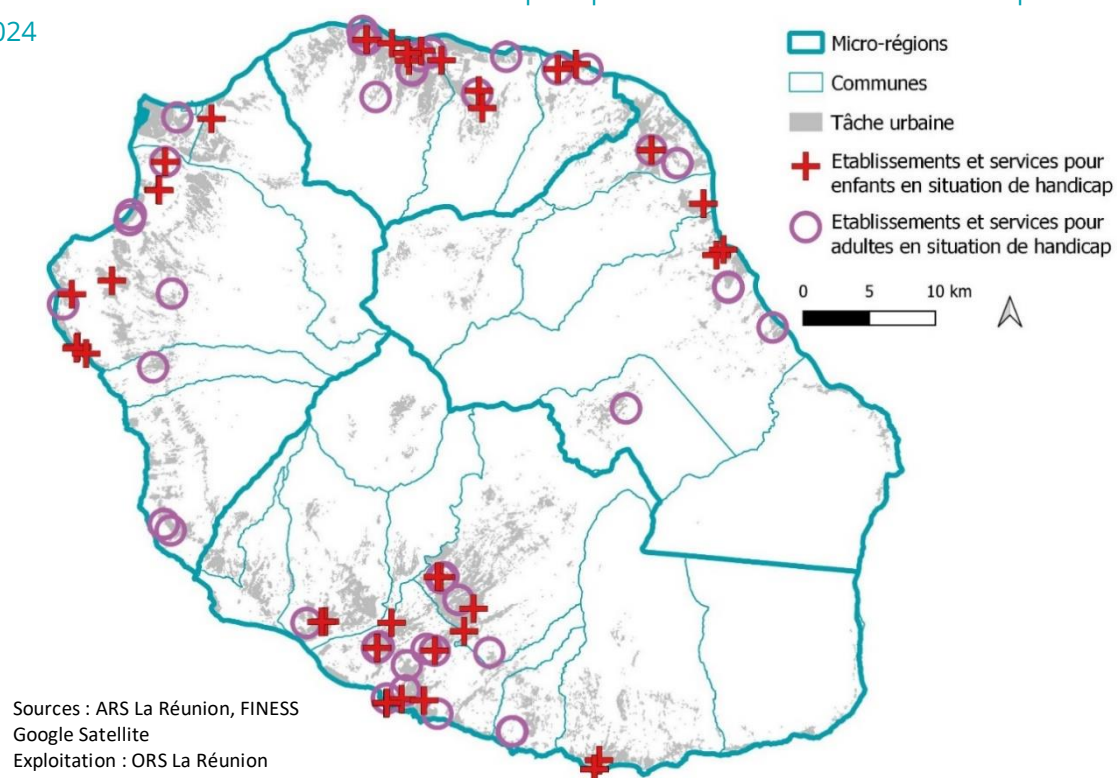 024
Micro-régions
Communes
Tâche urbaine
Etablissements et services pour
enfants en situation de handicap
Etablissements et services pour
adultes en situation de handicap
0 5 10 km
Sources : ARS La Réunion, FINESS
Google Satellite
Exploitation : ORS La Réunion